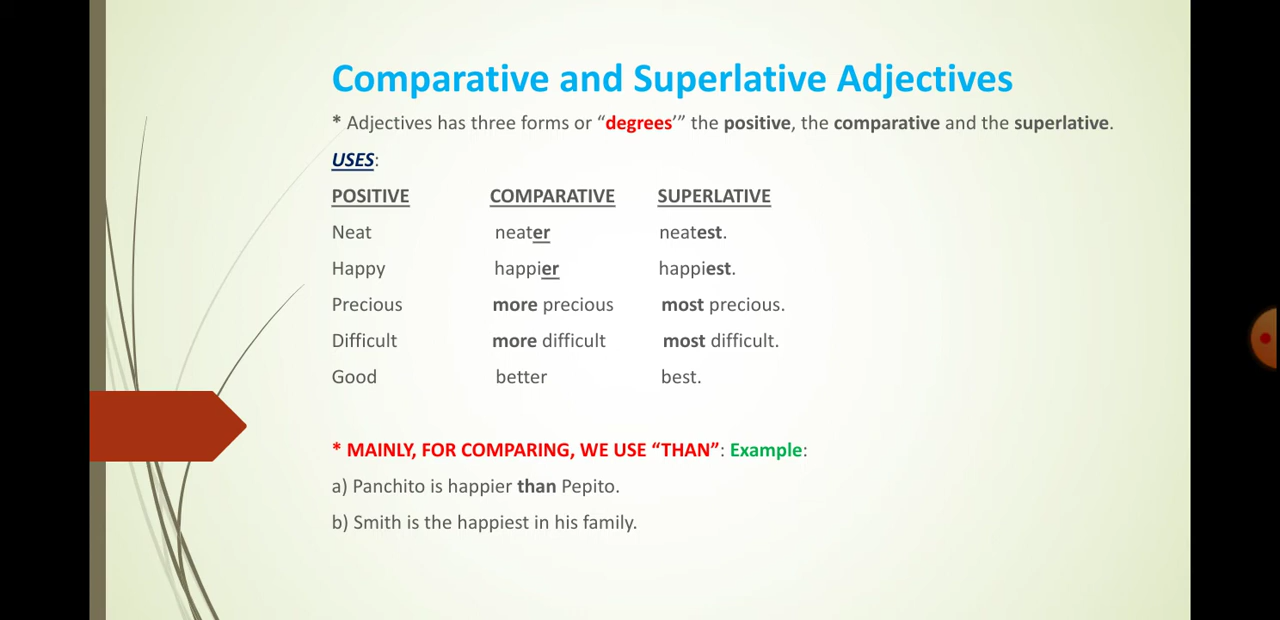 Comparative and Superlative Adjectives
* Adjectives has three forms or “degrees’” the positive, the comparative and the superlative.
USES:
POSITIVE COMPARATIVE SUPERLATIVE
Neat neater neatest.
Happy happier happiest.
Precious more precious most precious.
Difficult more difficult most difficult.
Good better best.
* MAINLY, FOR COMPARING, WE USE “THAN”: Example:
a) Panchito is happier than Pepito.
b) Smith is the happiest in his family.